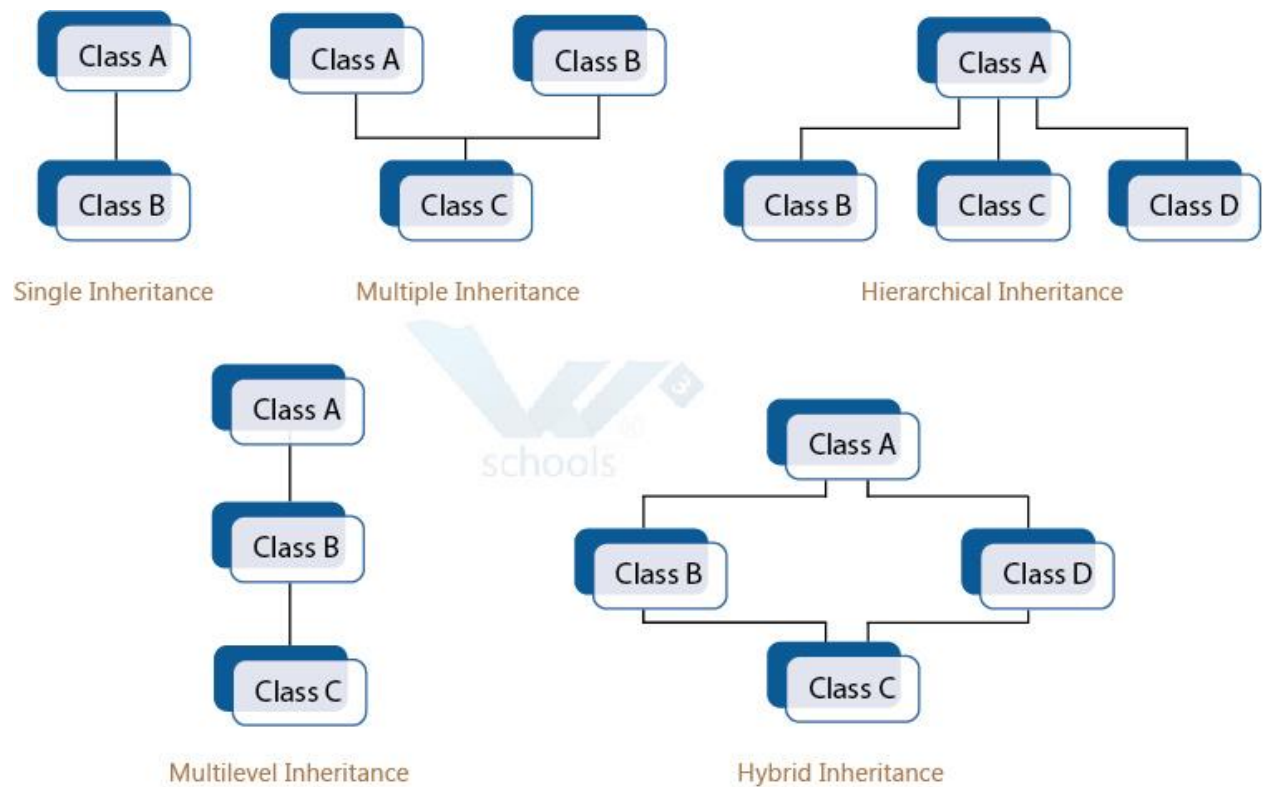 Class A
Class B
Single Inheritance
Class A
Class B
Class C
Multiple Inheritance
Class A
Class B
Class C
Class D
Hierarchical Inheritance
Class A
Class B
Class C
Multilevel Inheritance
3
®
schools
Class A
Class B
Class D
Class C
Hybrid Inheritance